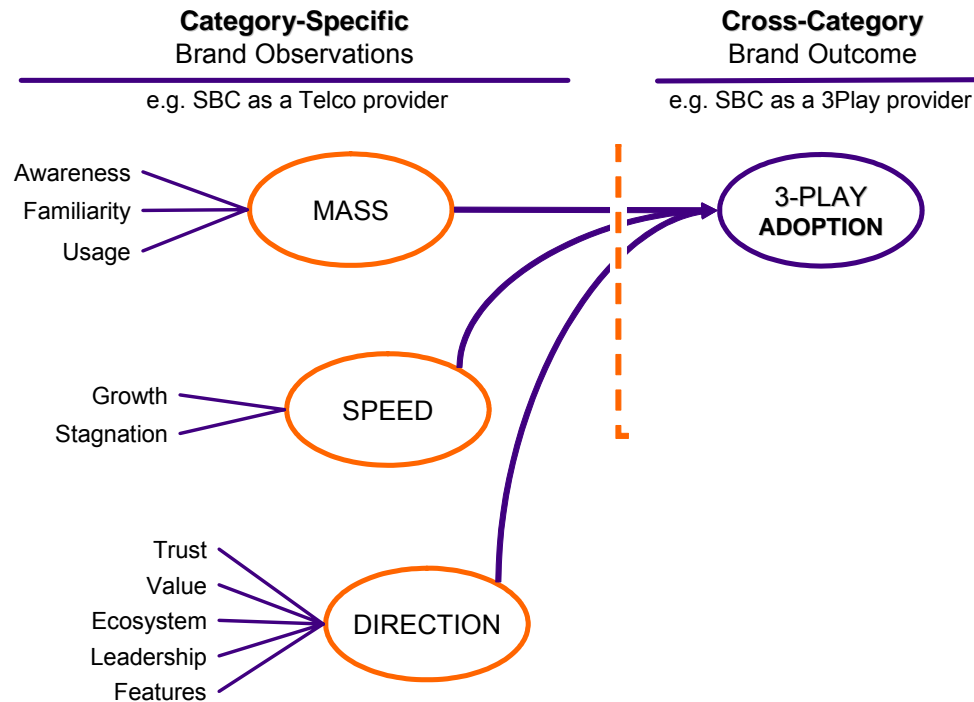 Category-Specific
Brand Observations
e.g. SBC as a Telco provider
Cross-Category
Brand Outcome
e.g. SBC as a 3Play provider
Awareness
Familiarity
Usage
MASS
3-PLAY
ADOPTION
Growth
Stagnation
SPEED
Trust
Value
Ecosystem
Leadership
Features
DIRECTION